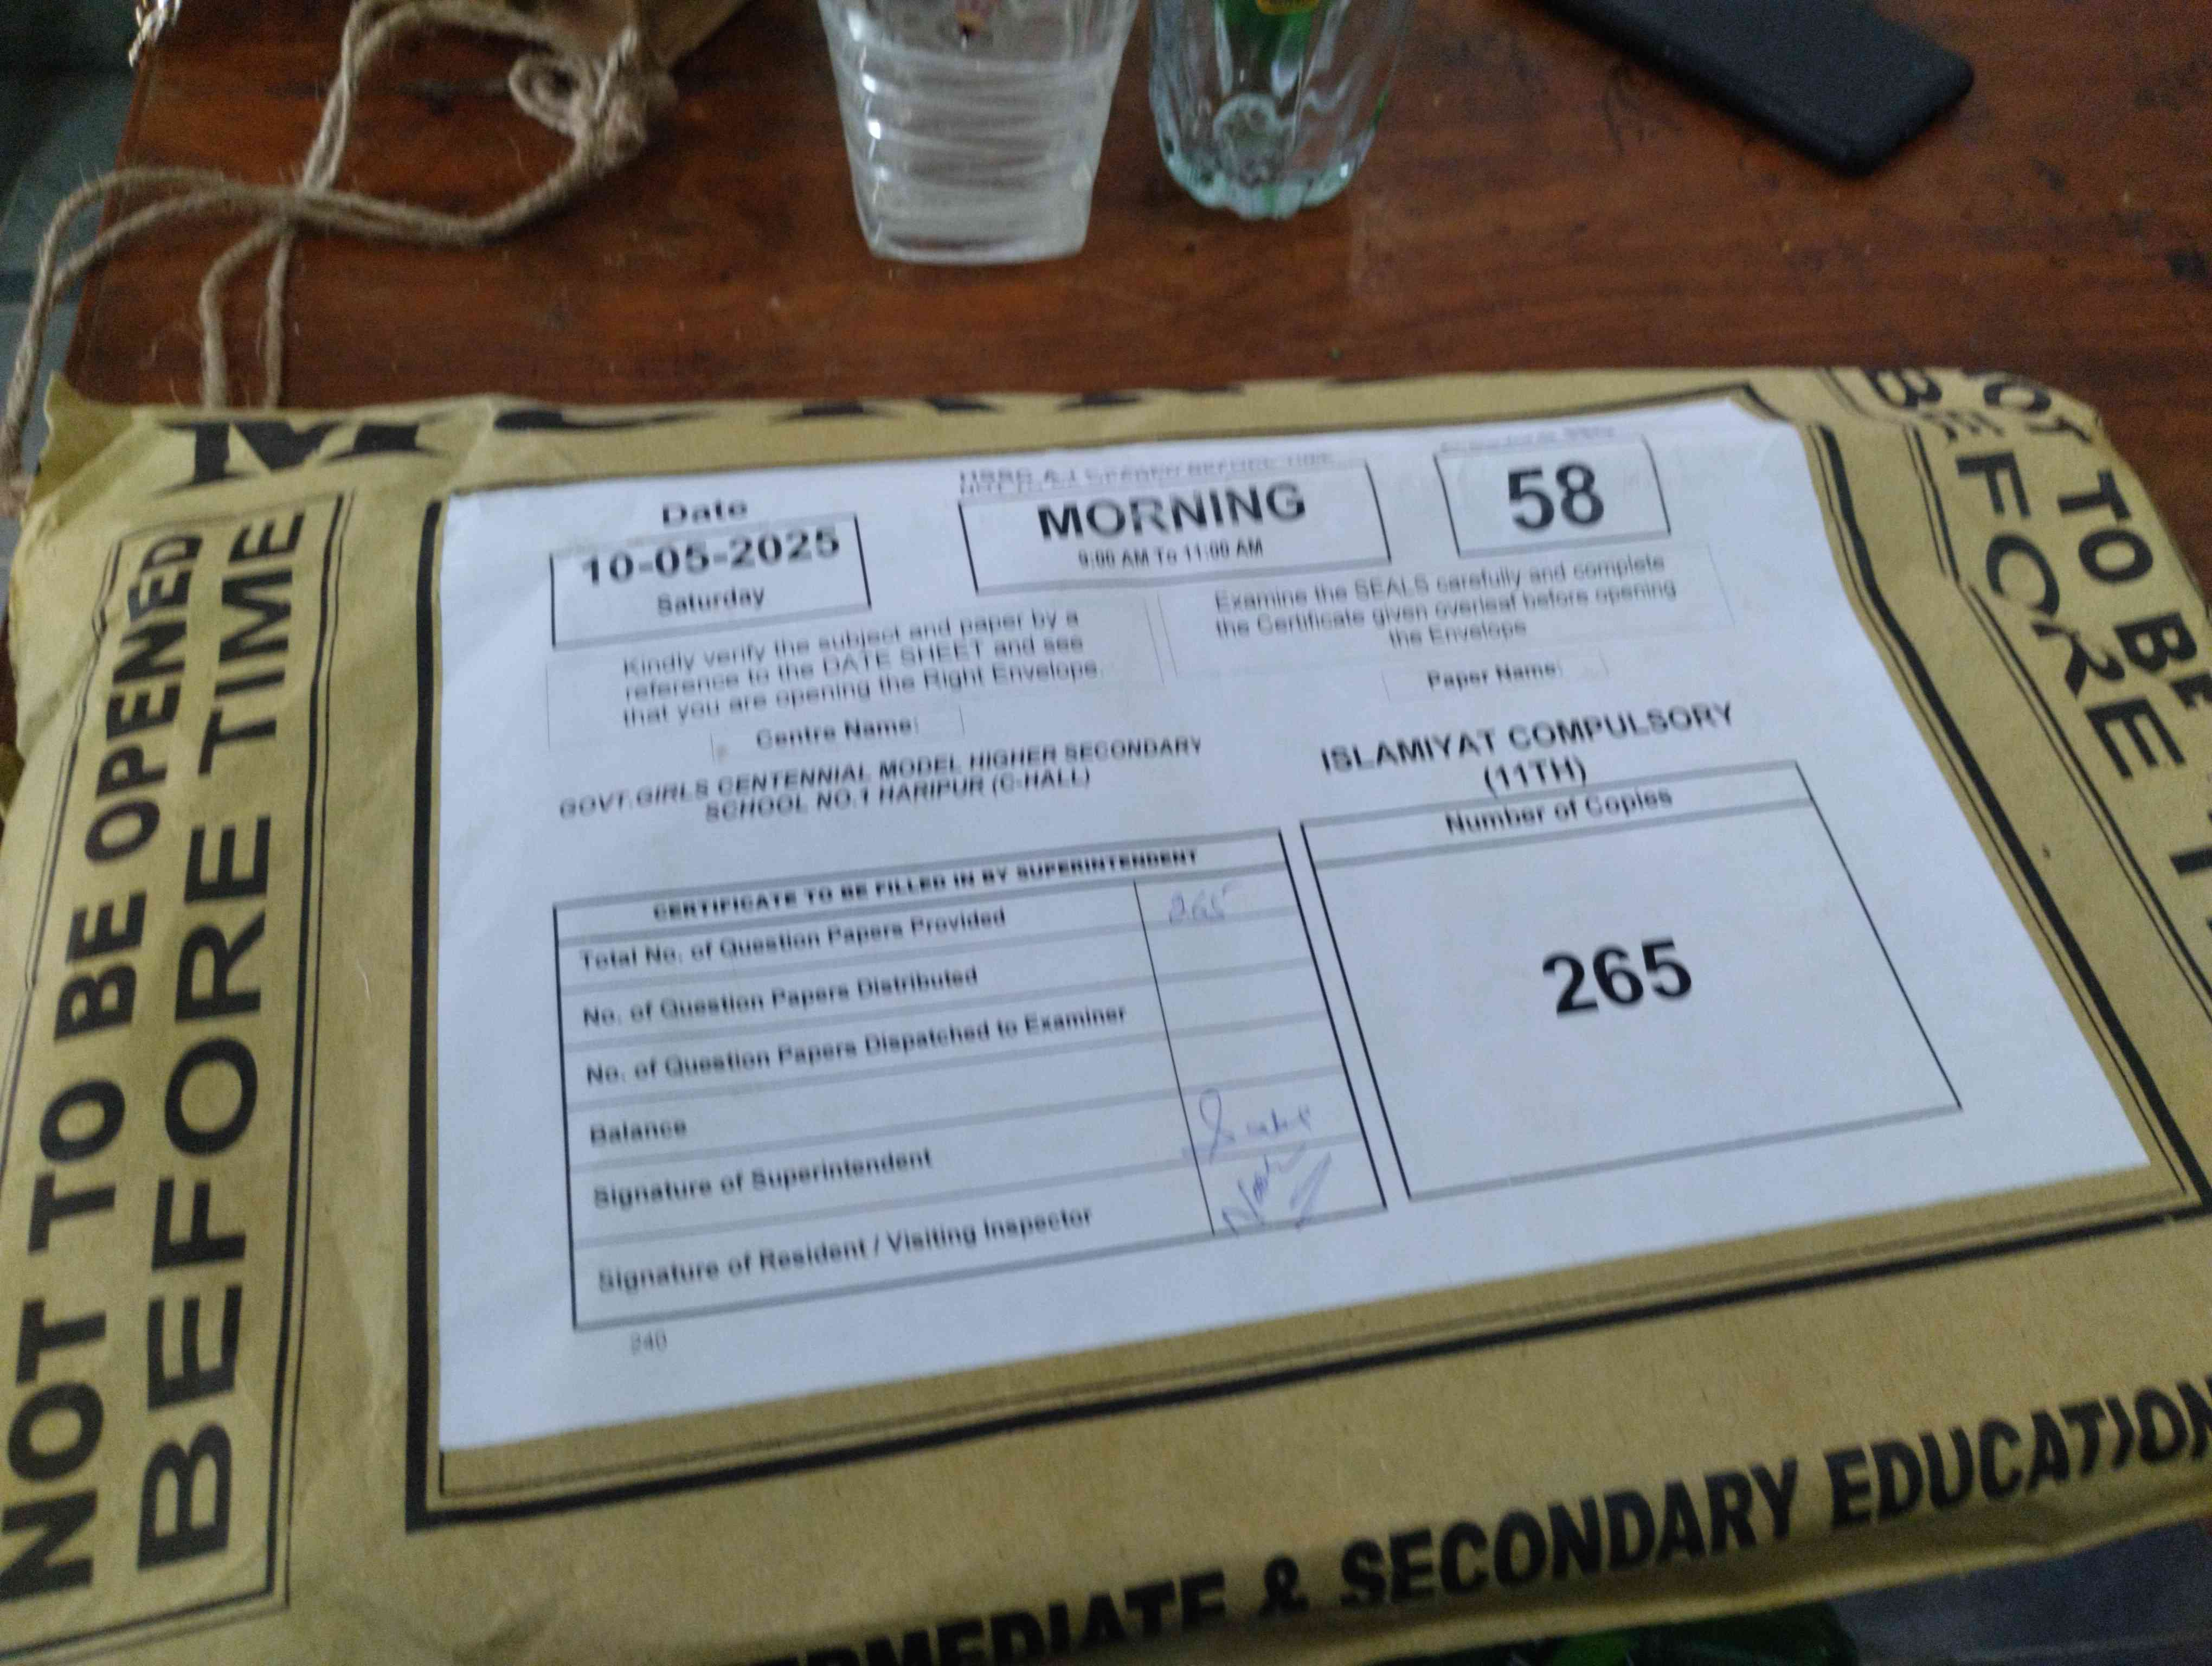 NOT TO BE OPENED
BEFORE TIME
Date
10-05-2025
Saturday
MORNING
9:00 AM To 11:00 AM
58
Kindly verify the subject and paper by a
reference to the DATE SHEET and see
that you are opening the Right Envelope
Examine the SEALS carefully and complete
the Certificate given overleaf before opening
the Envelope
Centre Name:
GOVT.GIRLS CENTENNIAL MODEL HIGHER SECONDARY
SCHOOL NO.1 HARIPUR (C-HALL)
Paper Name:
ISLAMIYAT COMPULSORY
(11TH)
CERTIFICATE TO BE FILLED IN BY SUPERINTENDENT
Total No. of Question Papers Provided 265
No. of Question Papers Distributed
No. of Question Papers Dispatched to Examiner
Balance
Signature of Superintendent
Signature of Resident / Visiting Inspector
Number of Copies
265
240
OT TO BE
BEFORE
ERMEDIATE & SECONDARY EDUCATION